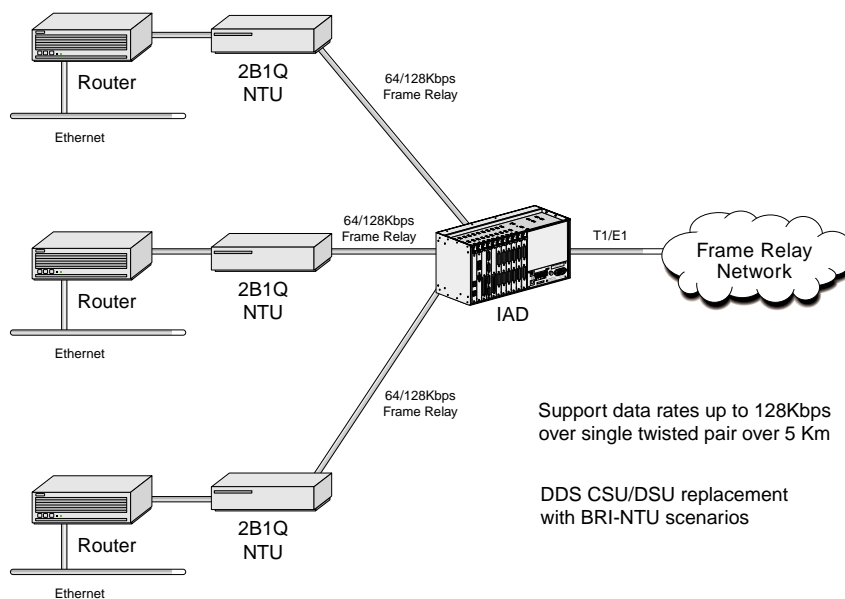 Router
2B1Q
NTU
Ethernet
64/128Kbps
Frame Relay
Router
2B1Q
NTU
Ethernet
64/128Kbps
Frame Relay
IAD
T1/E1
Frame Relay
Network
64/128Kbps
Frame Relay
Router
2B1Q
NTU
Ethernet
Support data rates up to 128Kbps
over single twisted pair over 5 Km
DDS CSU/DSU replacement
with BRI-NTU scenarios